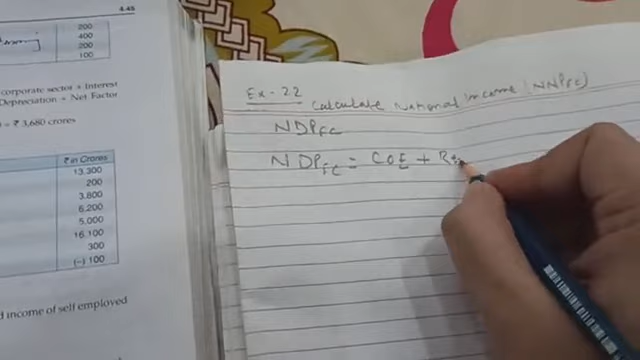 4.45
200
400
200
100
corporate sector + Interest
Depreciation + Net Factor
= ₹ 3,680 crores
₹ in Crores
13,300
200
3,800
6,200
5,000
16,100
300
(–) 100
d income of self employed
Ex - 22
Calculate National Income (NNPFC)
NDPFC
NDPFC = COE + R